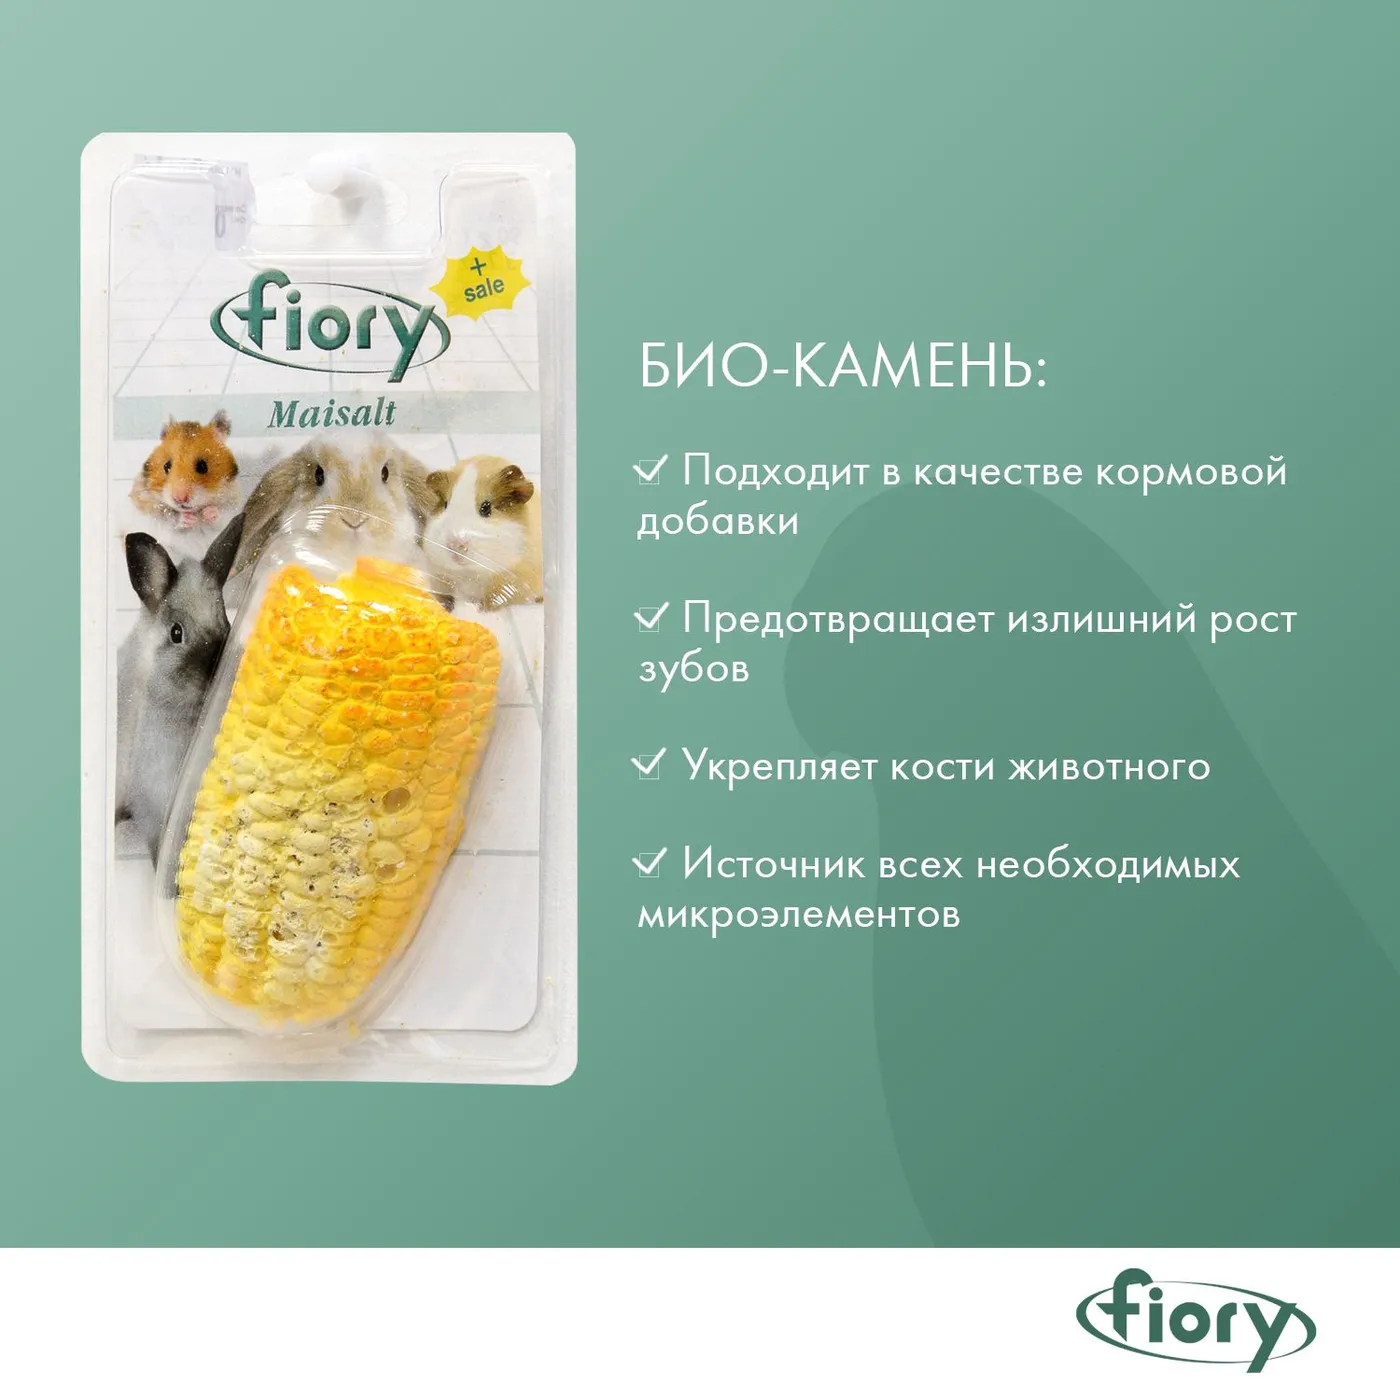 fiory
+
sale
Maisalt
БИО-КАМЕНЬ:
Подходит в качестве кормовой
добавки
Предотвращает излишний рост
зубов
Укрепляет кости животного
Источник всех необходимых
микроэлементов
fiory